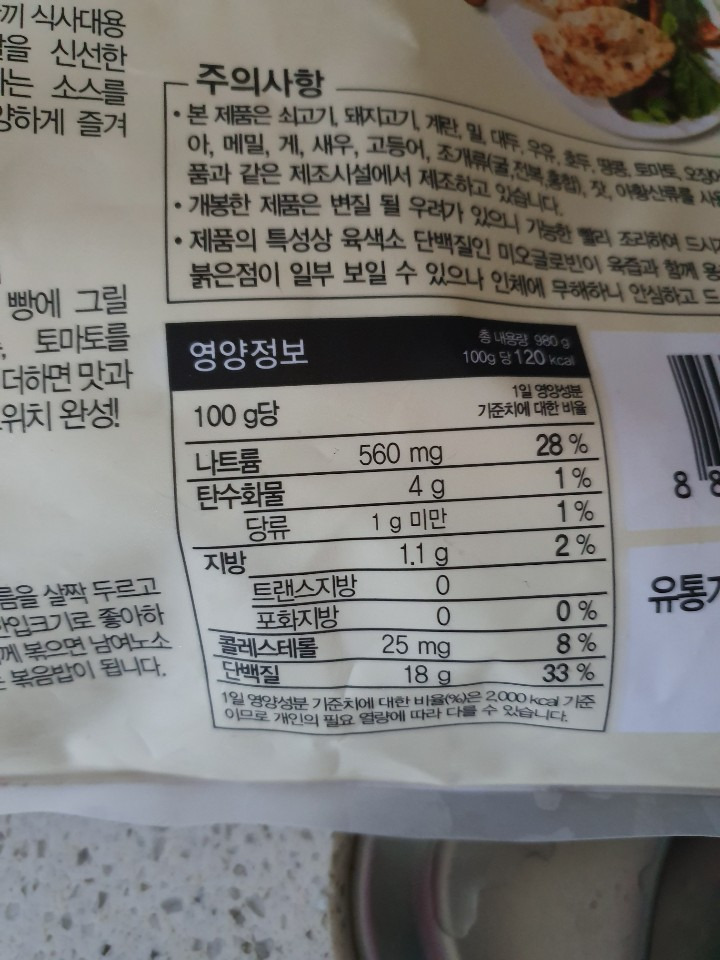 끼 식사대용
을 신선한
는 소스를
하게 즐겨
빵에 그릴
토마토를
더하면 맛과
위치 완성!
름을 살짝 두르고
한입크기로 좋아하
께 볶으면 남여노소
볶음밥이 됩니다.
주의사항
• 본 제품은 쇠고기, 돼지고기, 계란, 밀, 대두, 우유, 호두, 땅콩, 토마토, 오징어
아, 메밀, 게, 새우, 고등어, 조개류(굴,전복,홍합), 잣, 아황산류를 사용
품과 같은 제조시설에서 제조하고 있습니다.
• 개봉한 제품은 변질 될 우려가 있으니 가능한 빨리 조리하여 드시
• 제품의 특성상 육색소 단백질인 미오글로빈이 육즙과 함께
붉은점이 일부 보일 수 있으나 인체에 무해하니 안심하고 드
영양정보
총 내용량 980 g
100g 당 120 kcal
100 g당
1일 영양성분
기준치에 대한 비율
나트륨 560 mg 28 %
탄수화물 4 g 1 %
당류 1 g 미만 1 %
지방 1.1 g 2 %
트랜스지방 0
포화지방 0 0 %
콜레스테롤 25 mg 8 %
단백질 18 g 33 %
1일 영양성분 기준치에 대한 비율(%)은 2,000 kcal 기준
이므로 개인의 필요 열량에 따라 다를 수 있습니다.
8 8
유통기